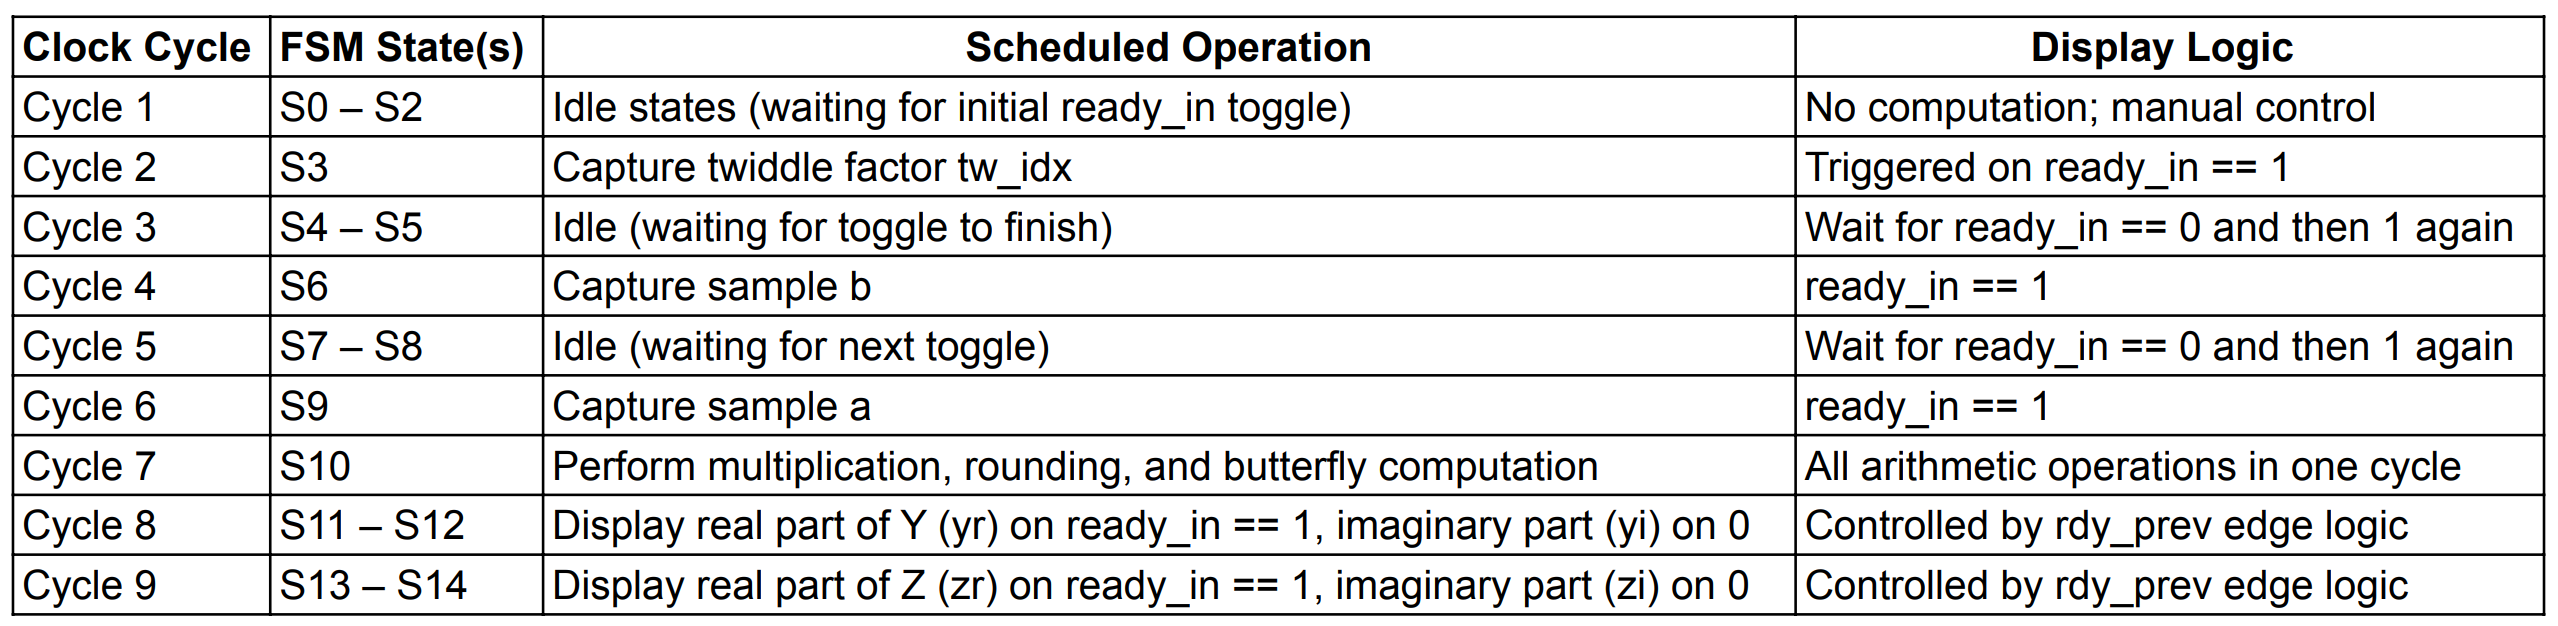 Clock Cycle FSM State(s) Scheduled Operation Display Logic
Cycle 1 S0 – S2 Idle states (waiting for initial ready_in toggle) No computation; manual control
Cycle 2 S3 Capture twiddle factor tw_idx Triggered on ready_in == 1
Cycle 3 S4 – S5 Idle (waiting for toggle to finish) Wait for ready_in == 0 and then 1 again
Cycle 4 S6 Capture sample b ready_in == 1
Cycle 5 S7 – S8 Idle (waiting for next toggle) Wait for ready_in == 0 and then 1 again
Cycle 6 S9 Capture sample a ready_in == 1
Cycle 7 S10 Perform multiplication, rounding, and butterfly computation All arithmetic operations in one cycle
Cycle 8 S11 – S12 Display real part of Y (yr) on ready_in == 1, imaginary part (yi) on 0 Controlled by rdy_prev edge logic
Cycle 9 S13 – S14 Display real part of Z (zr) on ready_in == 1, imaginary part (zi) on 0 Controlled by rdy_prev edge logic